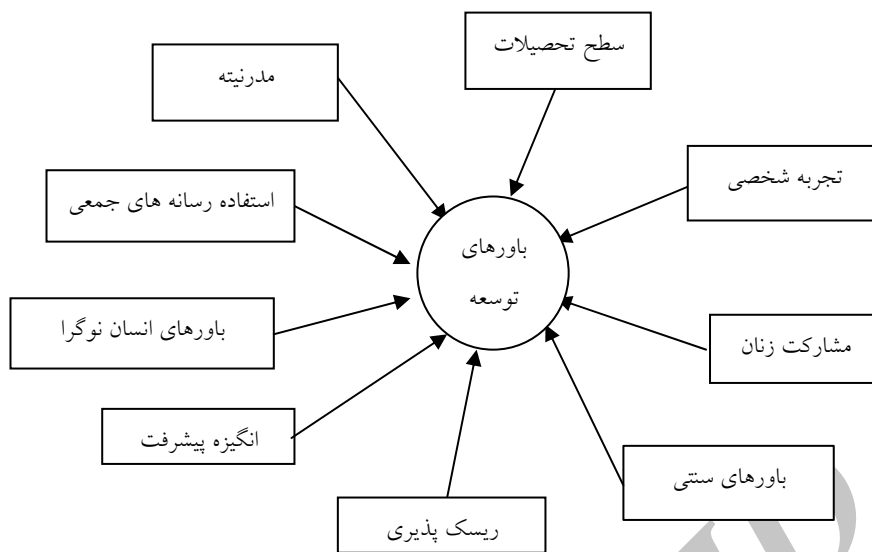 سطح تحصیلات
مدرنیته
تجربه شخصی
استفاده رسانه های جمعی
باورهای
توسعه
باورهای انسان نوگرا
مشارکت زنان
انگیزه پیشرفت
باورهای سنتی
ریسک پذیری